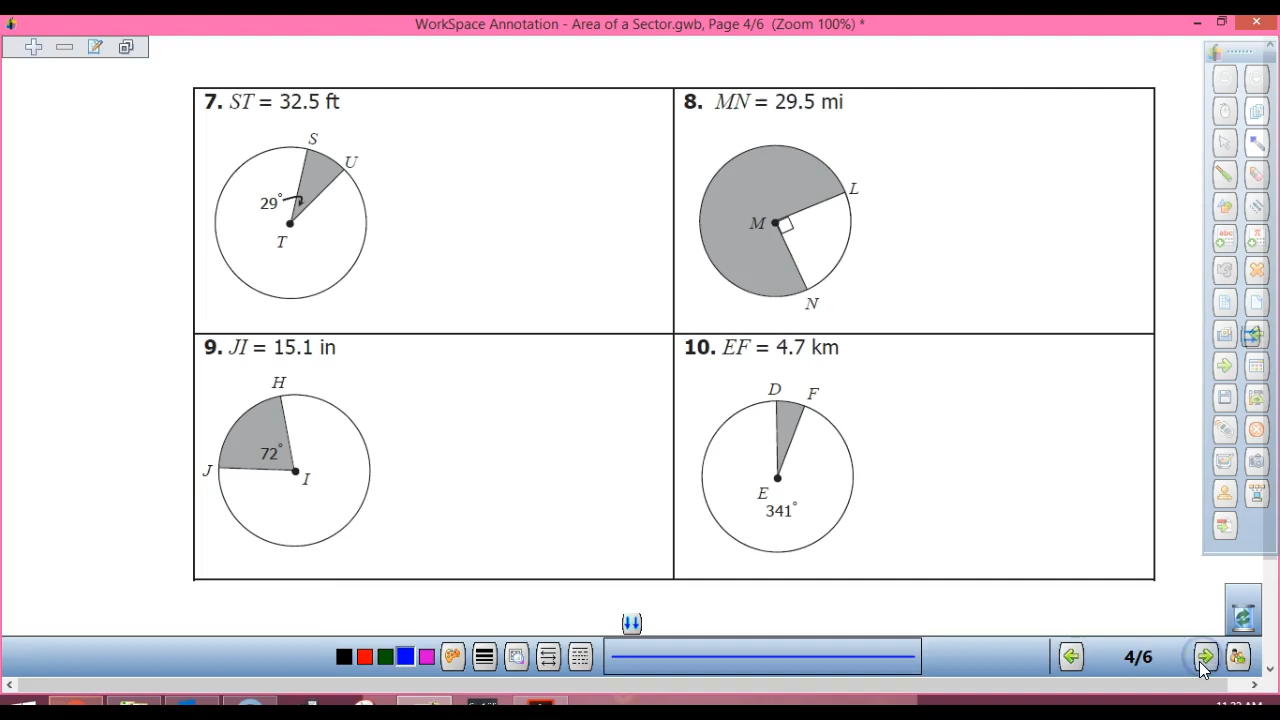 WorkSpace Annotation - Area of a Sector.gwb, Page 4/6 (Zoom 100%) *
7. ST = 32.5 ft
S
U
29°
T
8. MN = 29.5 mi
L
M
N
9. JI = 15.1 in
H
72°
J
I
10. EF = 4.7 km
D
F
E
341°
abc
π
4/6